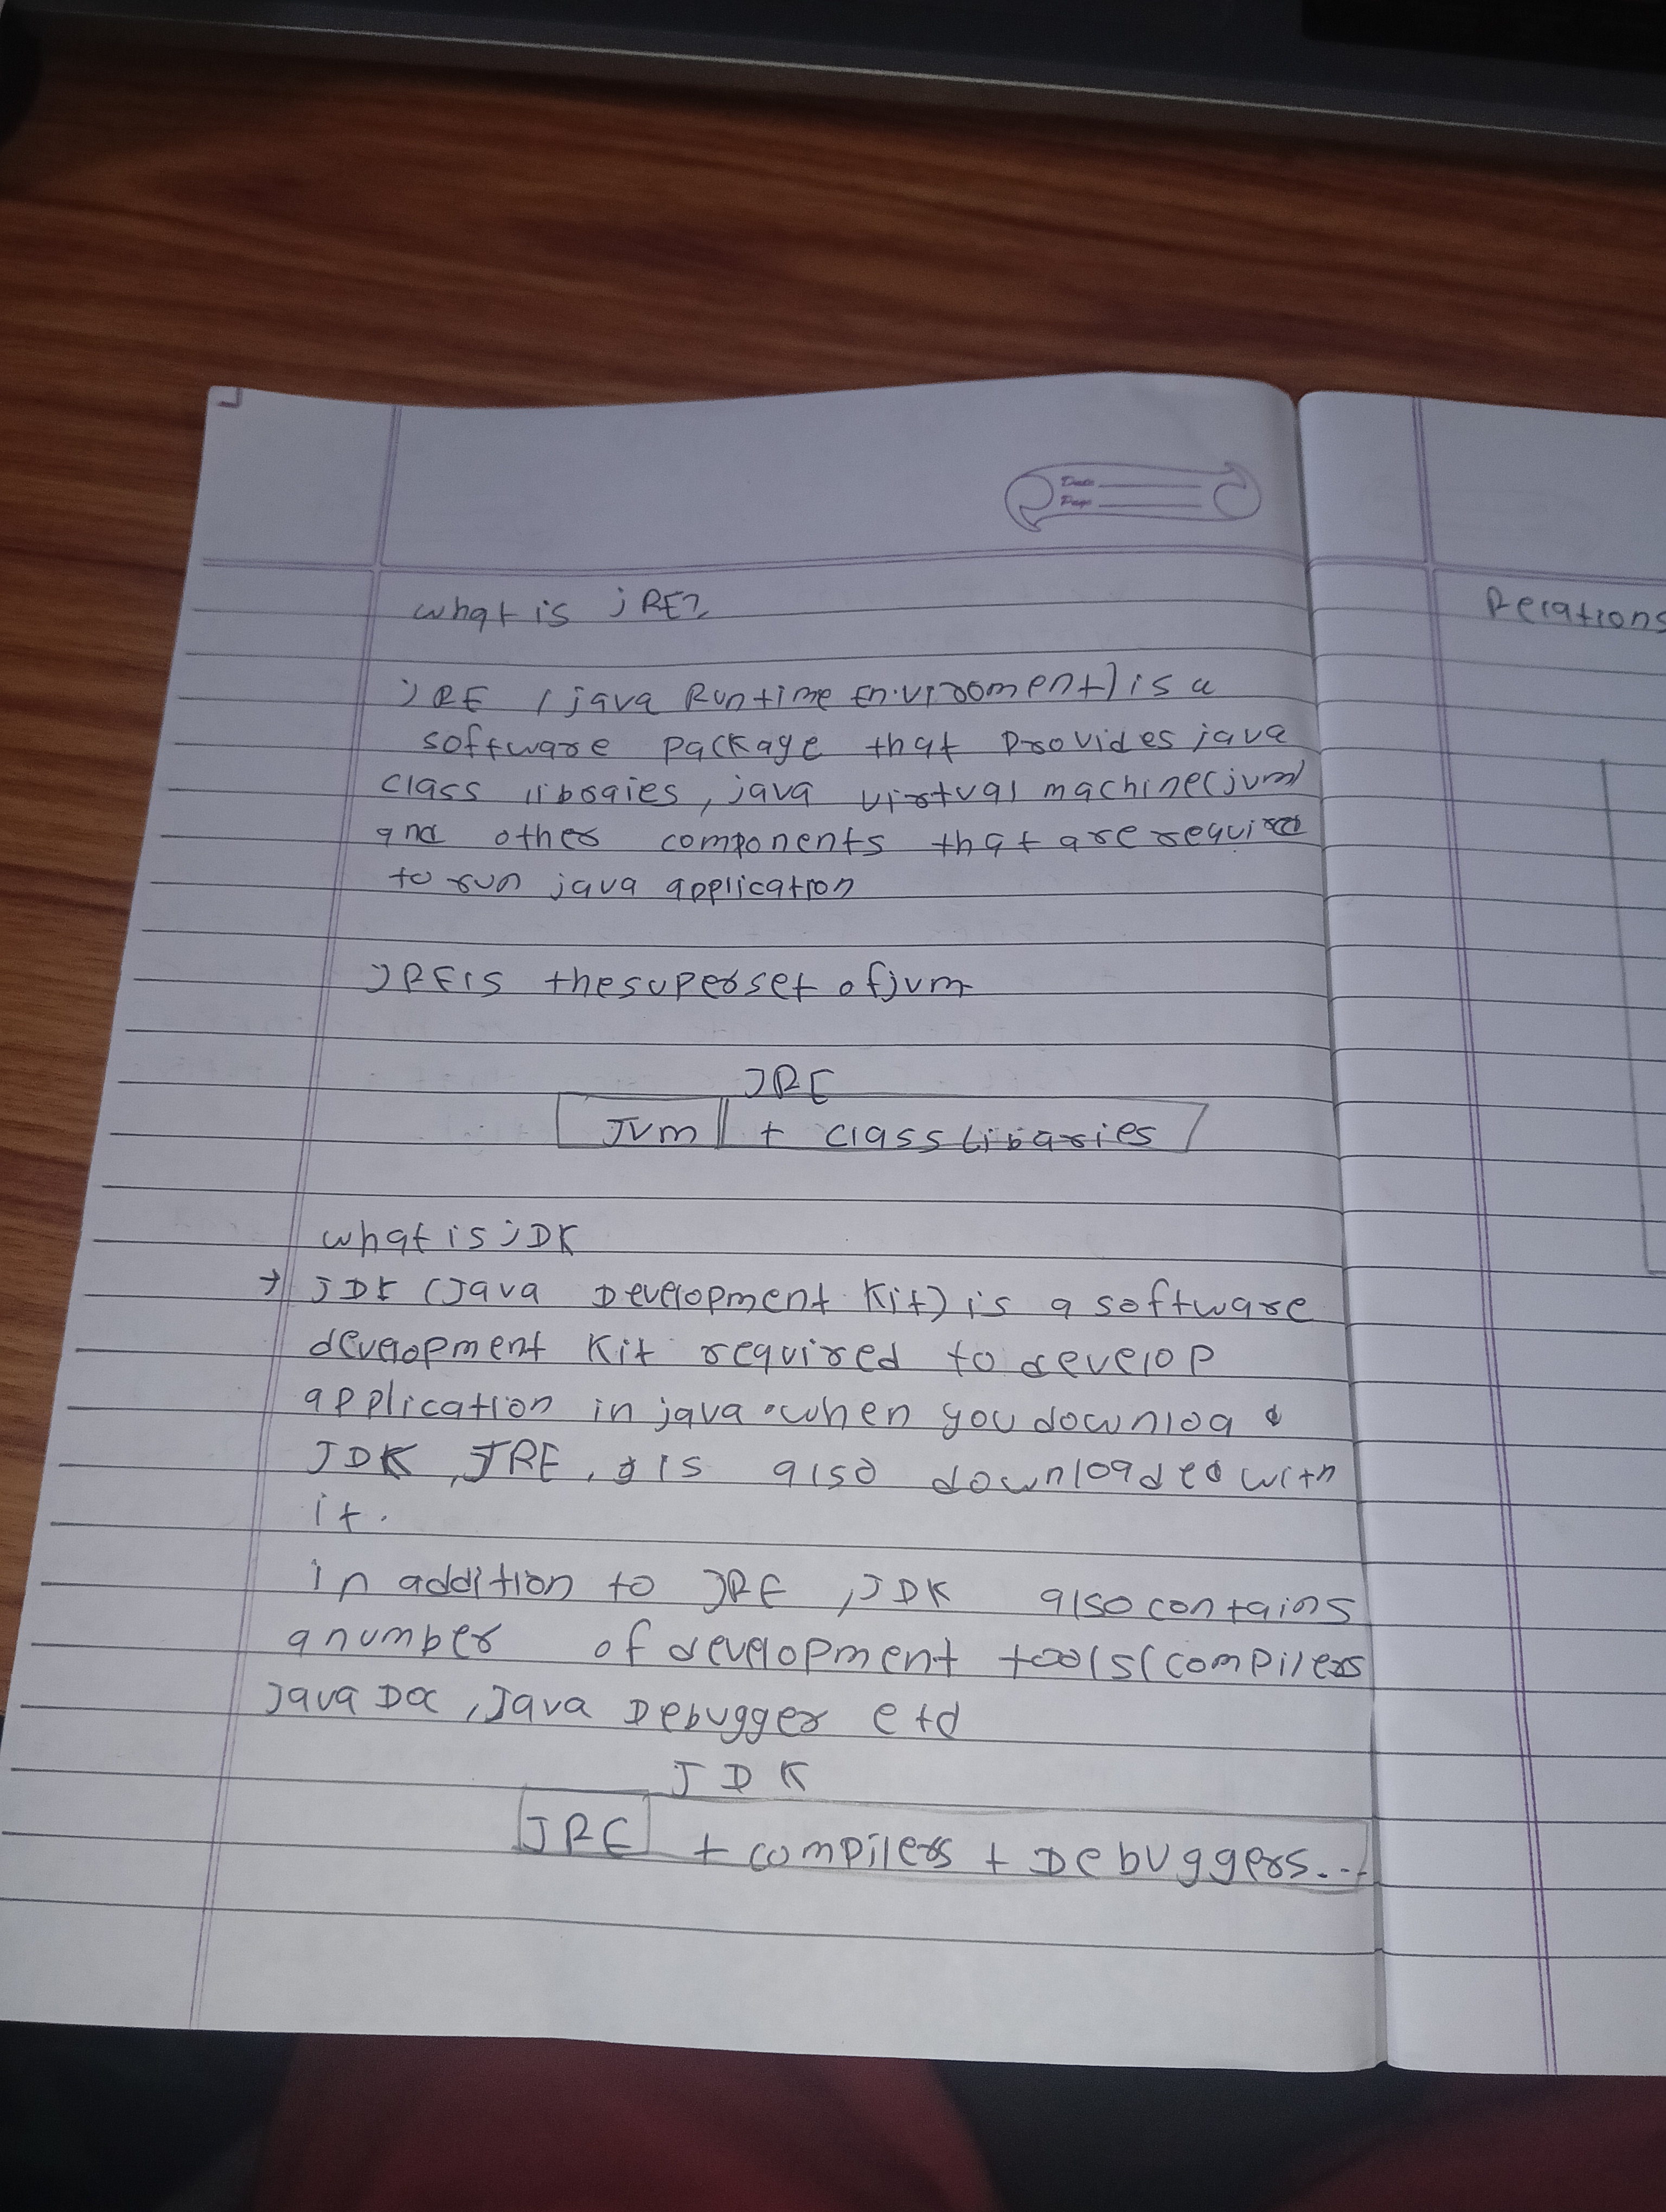 Date
Page
what is jRE?
JRE (java Runtime Envirooment) is a
software package that provides java
class libraies, java virtual machine(jvm)
and other components that are required
to run java application
JRE is the superset of jvm
JRE
JVM + class Libaries
what is jDK
→ JDK (Java Development Kit) is a software
development Kit required to develop
application in java. when you download
JDK, JRE, is also downloaded with
it.
in addition to JRE, JDK also contains
a number of development tools (compilers
Java Doc, Java Debugger etc)
JDK
JRE + compilers + Debuggers...
Relations